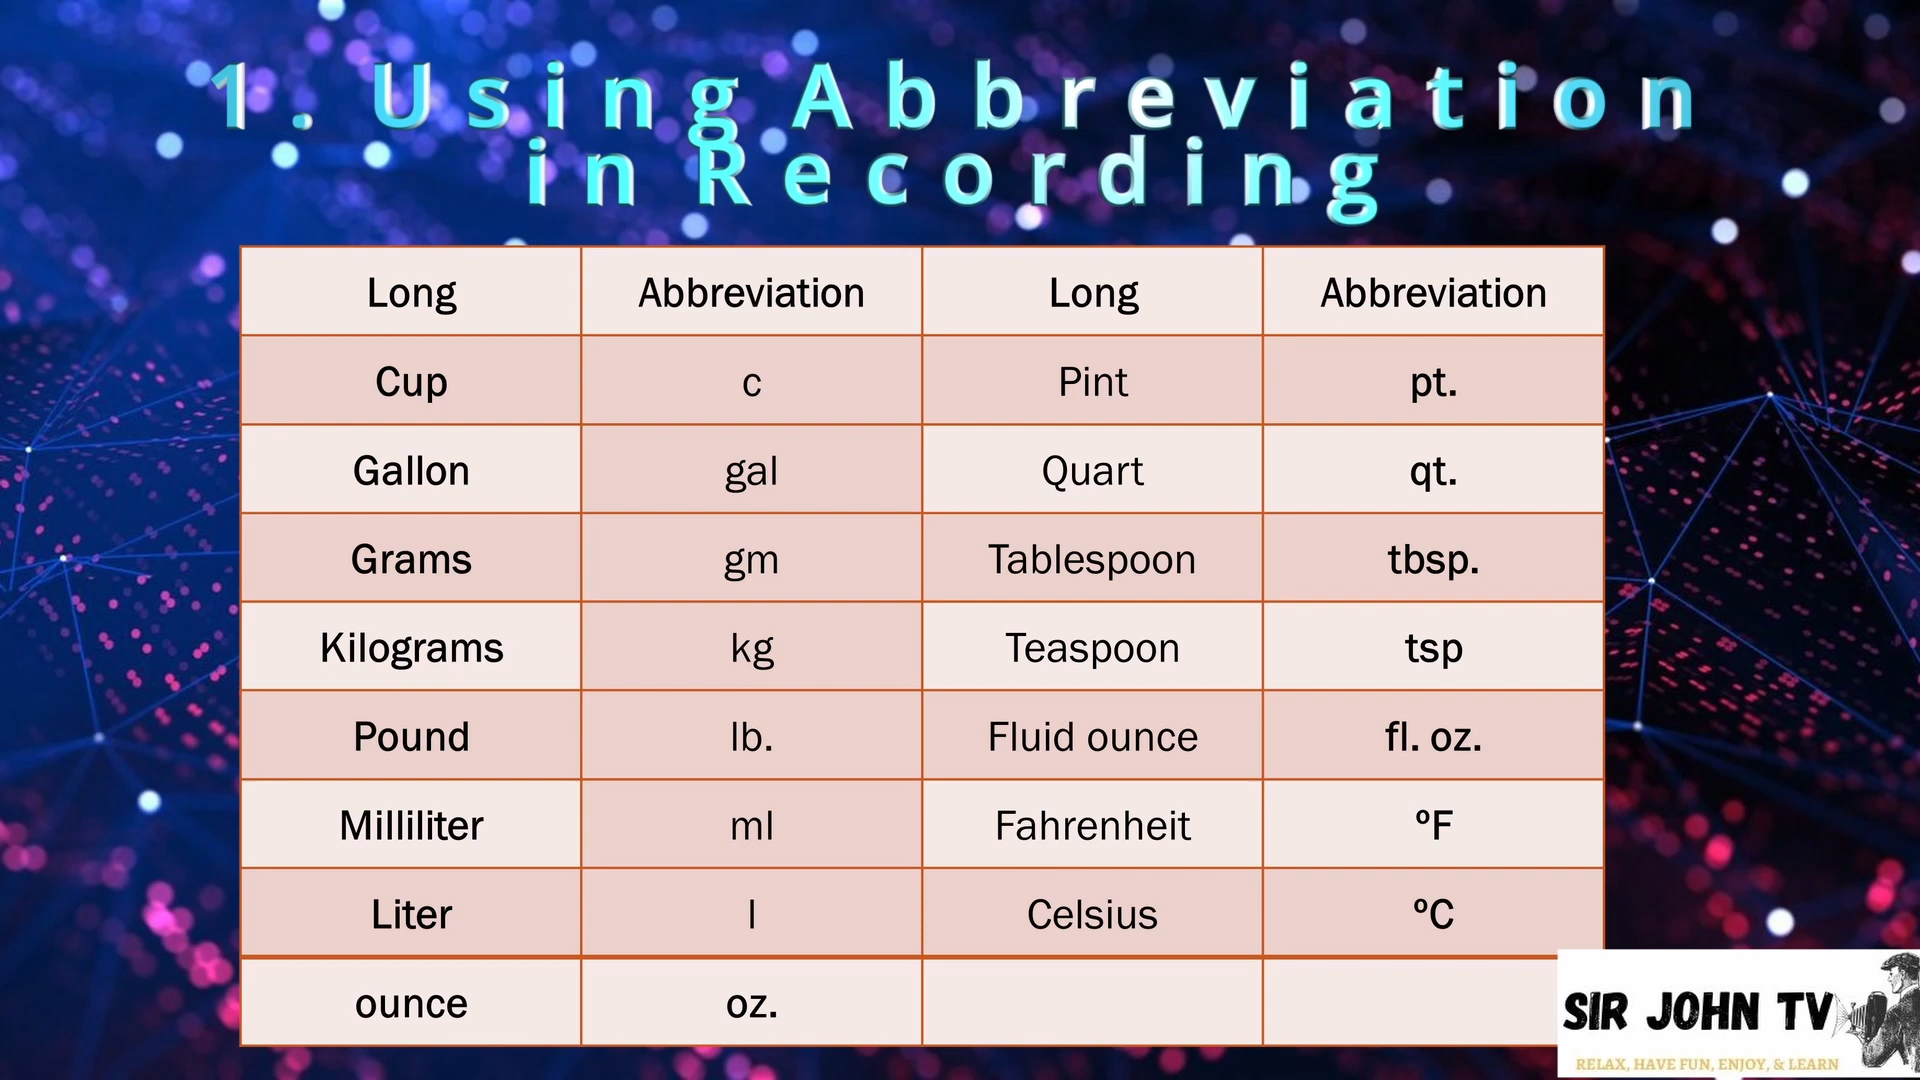 1. Using Abbreviation
in Recording
Long Abbreviation Long Abbreviation
Cup c Pint pt.
Gallon gal Quart qt.
Grams gm Tablespoon tbsp.
Kilograms kg Teaspoon tsp
Pound lb. Fluid ounce fl. oz.
Milliliter ml Fahrenheit ºF
Liter l Celsius ºC
ounce oz.
SIR JOHN TV
RELAX, HAVE FUN, ENJOY, & LEARN